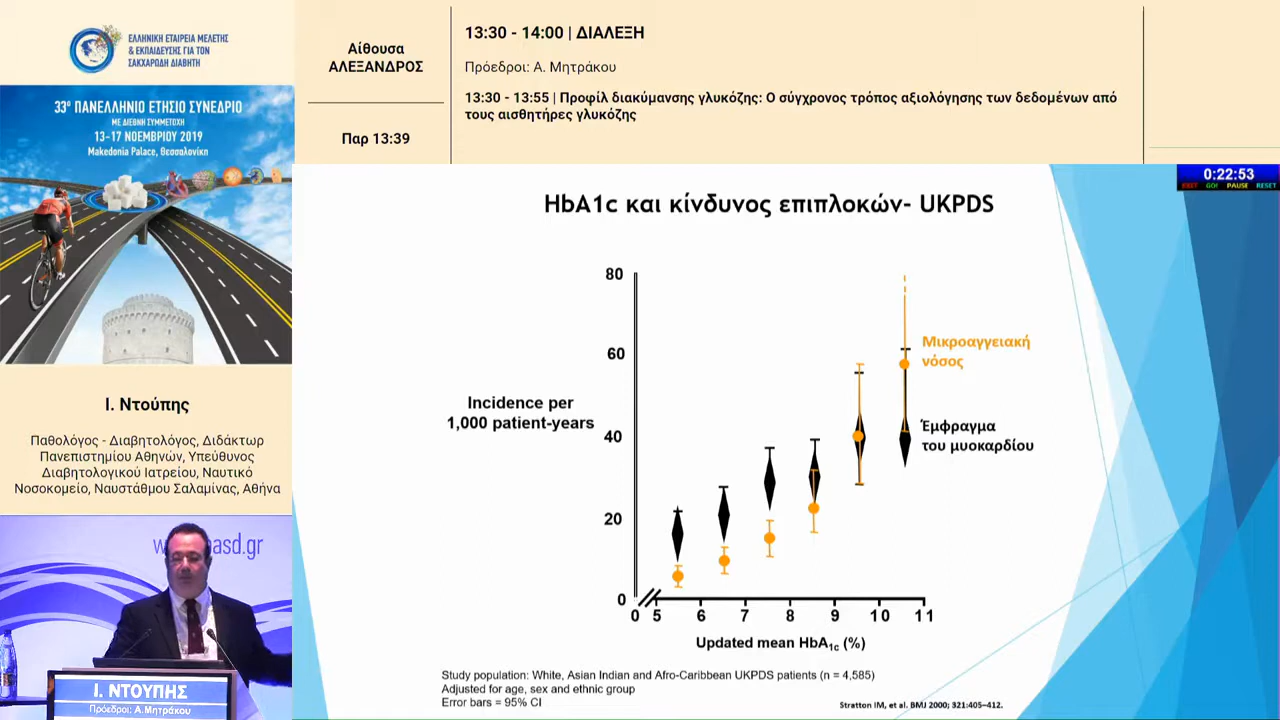 ΕΛΛΗΝΙΚΗ ΕΤΑΙΡΕΙΑ ΜΕΛΕΤΗΣ
& ΕΚΠΑΙΔΕΥΣΗΣ ΓΙΑ ΤΟΝ
ΣΑΚΧΑΡΩΔΗ ΔΙΑΒΗΤΗ
33ο ΠΑΝΕΛΛΗΝΙΟ ΕΤΗΣΙΟ ΣΥΝΕΔΡΙΟ
ΜΕ ΔΙΕΘΝΗ ΣΥΜΜΕΤΟΧΗ
13-17 ΝΟΕΜΒΡΙΟΥ 2019
Makedonia Palace, Θεσσαλονίκη
Ι. Ντούπης
Παθολόγος - Διαβητολόγος, Διδάκτωρ
Πανεπιστημίου Αθηνών, Υπεύθυνος
Διαβητολογικού Ιατρείου, Ναυτικό
Νοσοκομείο, Ναυστάθμου Σαλαμίνας, Αθήνα
asd.gr
Ι. ΝΤΟΥΠΗΣ
Πρόεδροι: Α.Μητράκου
Αίθουσα
ΑΛΕΞΑΝΔΡΟΣ
Παρ 13:39
13:30 - 14:00 | ΔΙΑΛΕΞΗ
Πρόεδροι: Α. Μητράκου
13:30 - 13:55 | Προφίλ διακύμανσης γλυκόζης: Ο σύγχρονος τρόπος αξιολόγησης των δεδομένων από
τους αισθητήρες γλυκόζης
0:22:53
EXIT GO! PAUSE RESET
HbA1c και κίνδυνος επιπλοκών- UKPDS
80
60
40
20
0
Incidence per
1,000 patient-years
Μικροαγγειακή
νόσος
Έμφραγμα
του μυοκαρδίου
0 5 6 7 8 9 10 11
Updated mean HbA1c (%)
Study population: White, Asian Indian and Afro-Caribbean UKPDS patients (n = 4,585)
Adjusted for age, sex and ethnic group
Error bars = 95% CI
Stratton IM, et al. BMJ 2000; 321:405–412.